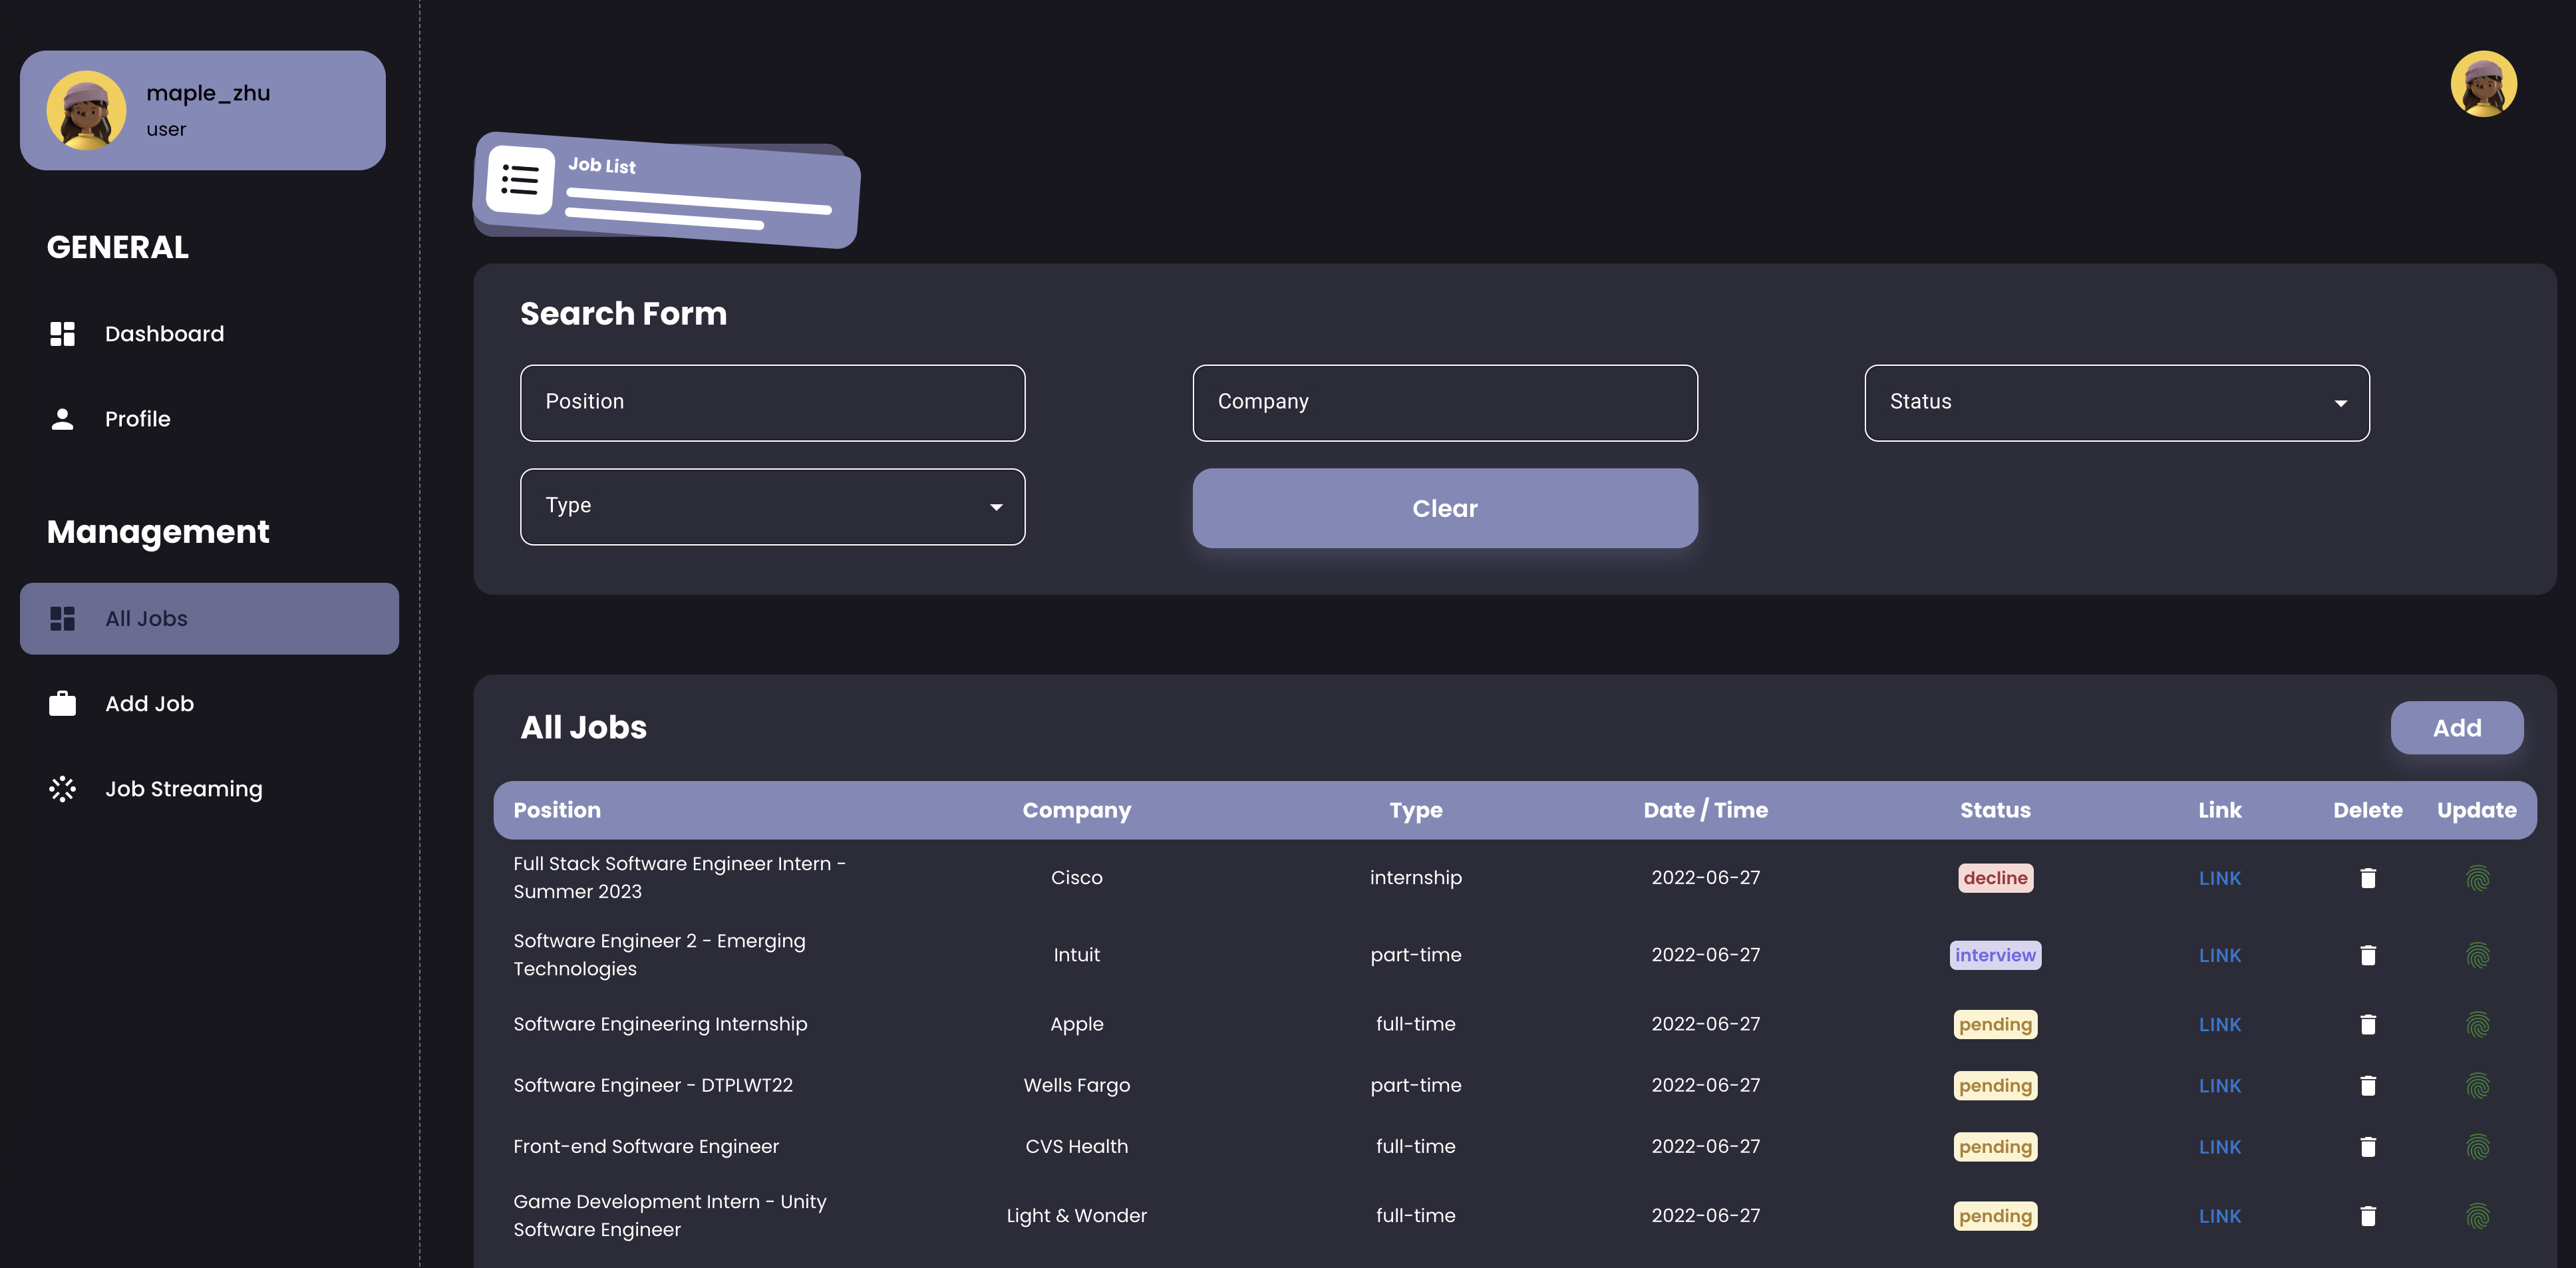 maple_zhu
user
GENERAL
Dashboard
Profile
Management
All Jobs
Add Job
Job Streaming
Job List
Search Form
Position
Company
Status
Type
Clear
All Jobs
Add
Position Company Type Date / Time Status Link Delete Update
Full Stack Software Engineer Intern -
Summer 2023
Cisco internship 2022-06-27 decline LINK
Software Engineer 2 - Emerging
Technologies
Intuit part-time 2022-06-27 interview LINK
Software Engineering Internship Apple full-time 2022-06-27 pending LINK
Software Engineer - DTPLWT22 Wells Fargo part-time 2022-06-27 pending LINK
Front-end Software Engineer CVS Health full-time 2022-06-27 pending LINK
Game Development Intern - Unity
Software Engineer
Light & Wonder full-time 2022-06-27 pending LINK